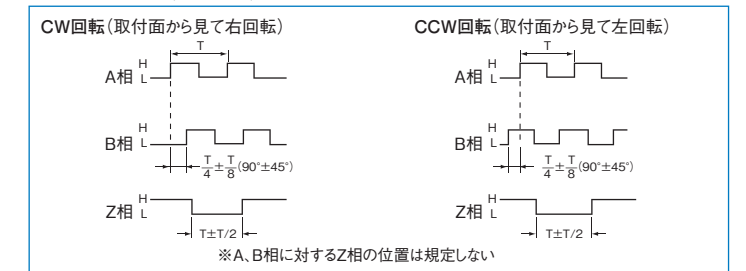 CW回転(取付面から見て右回転)
T
A相 H L
B相 H L
T/4±T/8(90°±45°)
Z相 H L
T±T/2
CCW回転(取付面から見て左回転)
T
A相 H L
B相 H L
T/4±T/8(90°±45°)
Z相 H L
T±T/2
※A、B相に対するZ相の位置は規定しない